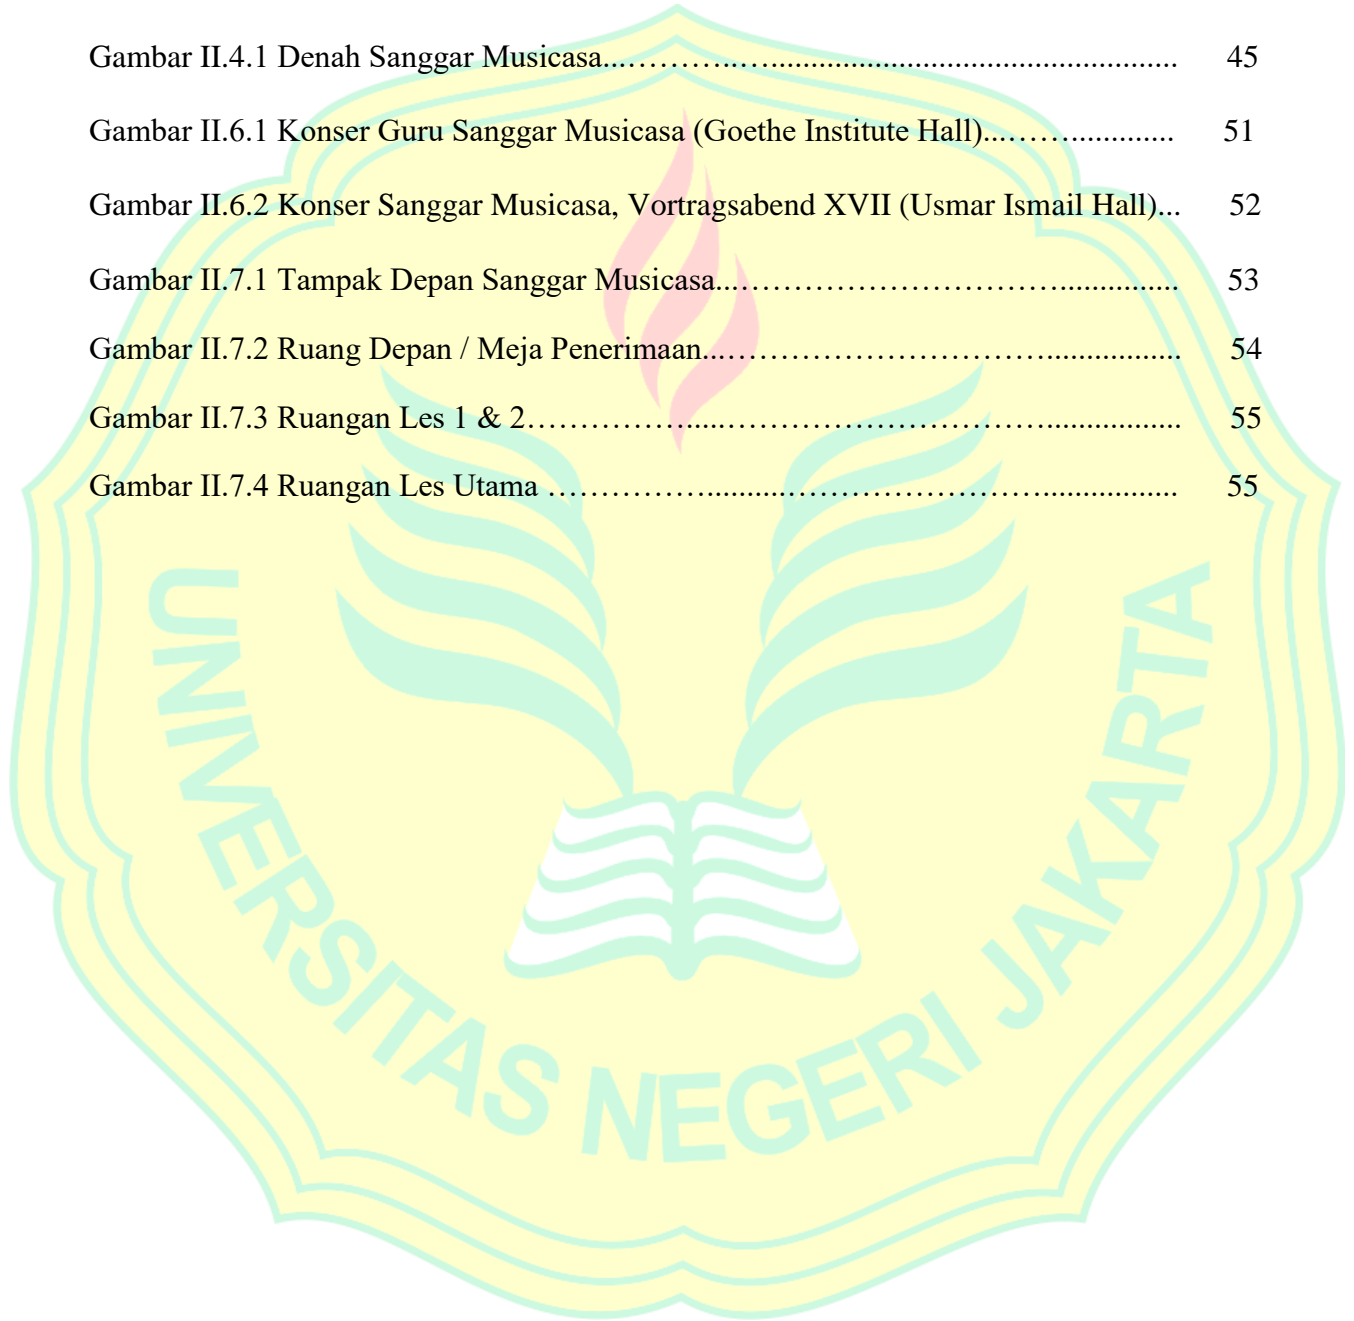 Gambar II.4.1 Denah Sanggar Musicasa...……...….................................................... 45
Gambar II.6.1 Konser Guru Sanggar Musicasa (Goethe Institute Hall)...……............. 51
Gambar II.6.2 Konser Sanggar Musicasa, Vortragsabend XVII (Usmar Ismail Hall)... 52
Gambar II.7.1 Tampak Depan Sanggar Musicasa...…………………………............... 53
Gambar II.7.2 Ruang Depan / Meja Penerimaan...…………………………................. 54
Gambar II.7.3 Ruangan Les 1 & 2…………….....…………………………................. 55
Gambar II.7.4 Ruangan Les Utama ……………..........……………………................. 55
UNIVERSITAS NEGERI JAKARTA